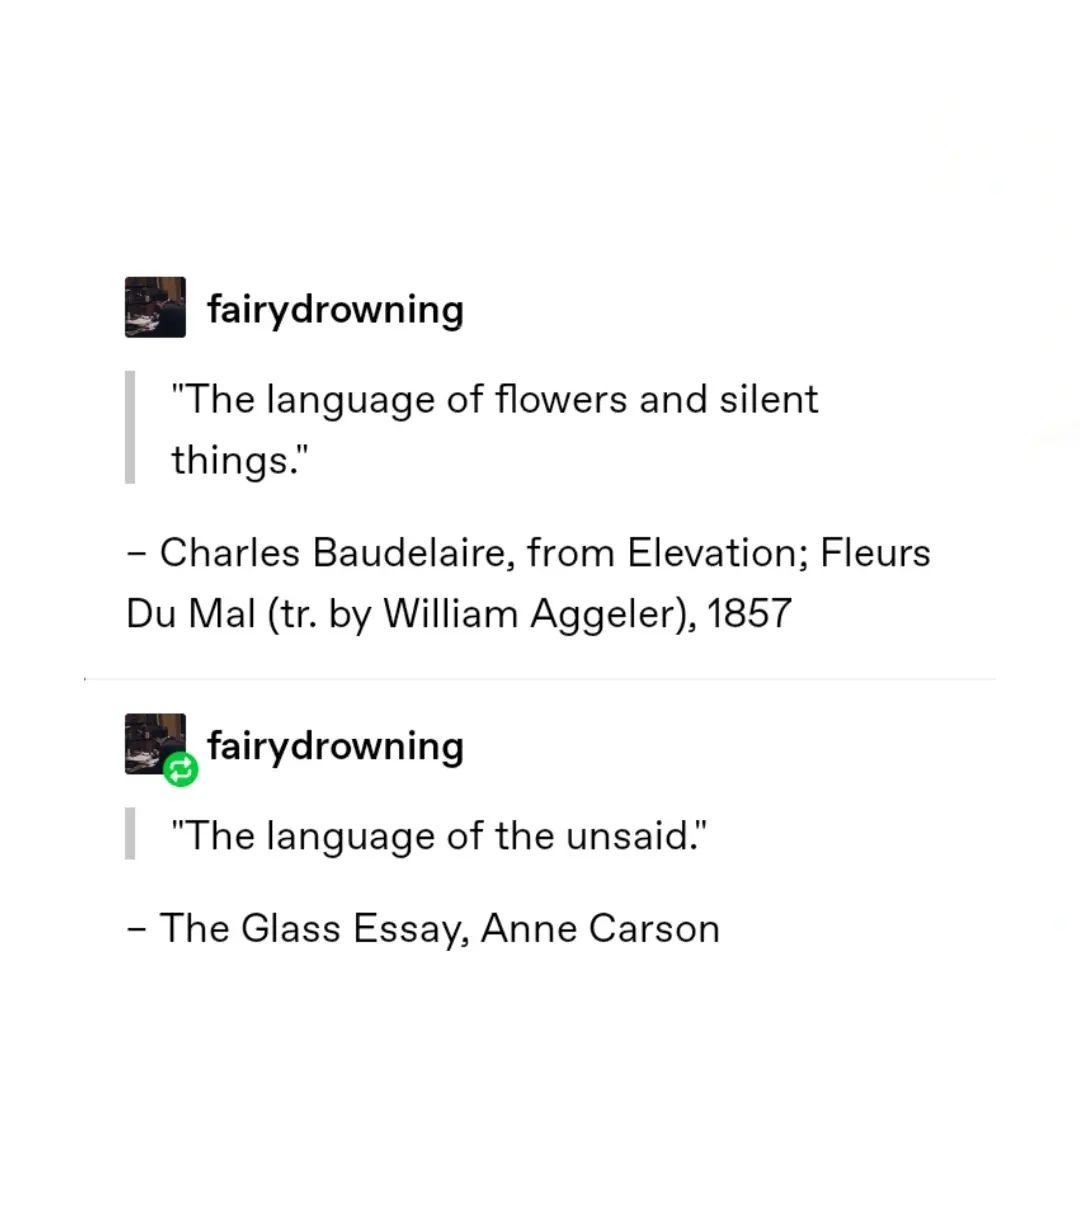 fairydrowning
"The language of flowers and silent
things."
– Charles Baudelaire, from Elevation; Fleurs
Du Mal (tr. by William Aggeler), 1857
fairydrowning
"The language of the unsaid."
– The Glass Essay, Anne Carson